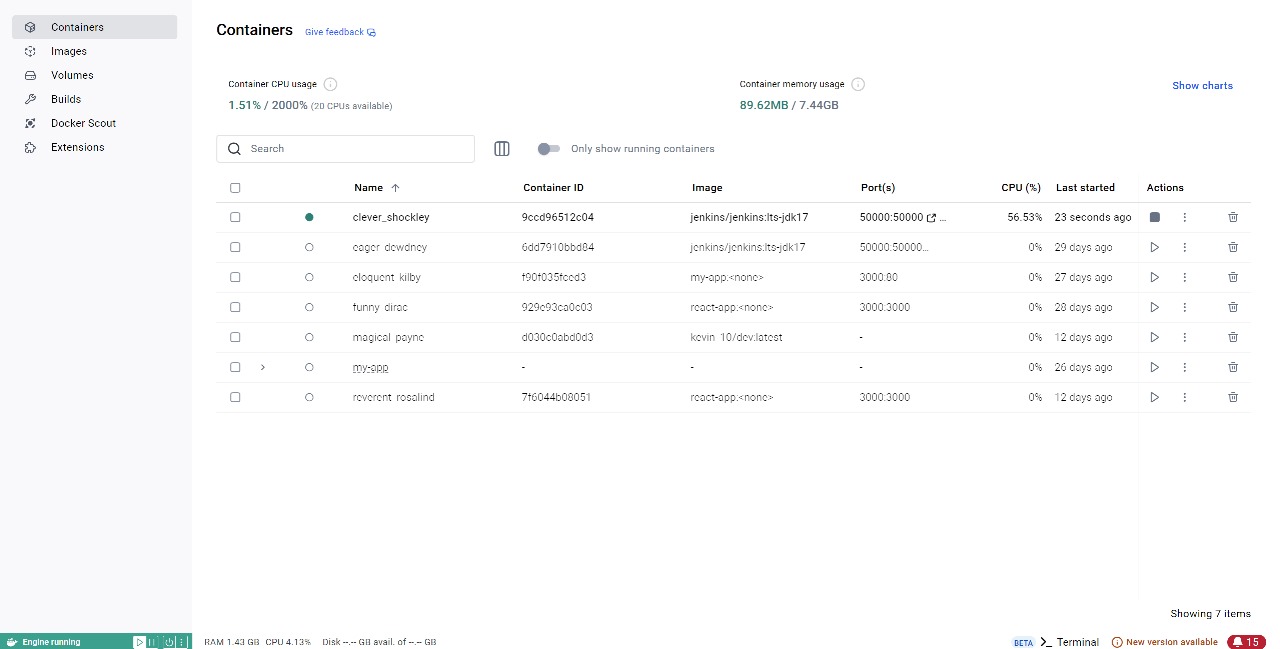 Containers
Images
Volumes
Builds
Docker Scout
Extensions
Containers Give feedback
Container CPU usage
1.51% / 2000% (20 CPUs available)
Container memory usage
89.62MB / 7.44GB
Show charts
Search
Only show running containers
Name Container ID Image Port(s) CPU (%) Last started Actions
clever_shockley 9ccd96512c04 jenkins/jenkins:lts-jdk17 50000:50000 ... 56.53% 23 seconds ago
eager_dewdney 6dd7910bbd84 jenkins/jenkins:lts-jdk17 50000:50000... 0% 29 days ago
eloquent_kilby f90f035fced3 my-app:<none> 3000:80 0% 27 days ago
funny_dirac 929e93ca0c03 react-app:<none> 3000:3000 0% 28 days ago
magical_payne d030c0abd0d3 kevin_10/dev:latest - 0% 12 days ago
my-app - - - 0% 26 days ago
reverent_rosalind 7f6044b08051 react-app:<none> 3000:3000 0% 12 days ago
Showing 7 items
Engine running
RAM 1.43 GB CPU 4.13% Disk --.-- GB avail. of --.-- GB
BETA >_ Terminal
New version available
15